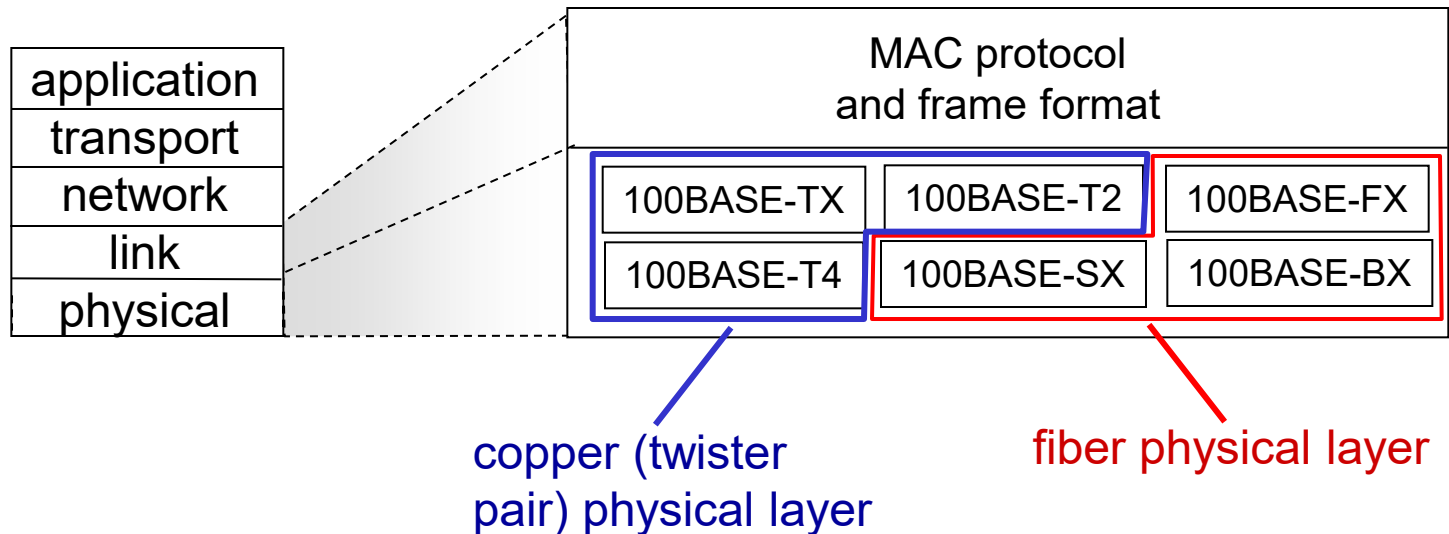 application
transport
network
link
physical
MAC protocol
and frame format
100BASE-TX
100BASE-T2
100BASE-FX
100BASE-T4
100BASE-SX
100BASE-BX
copper (twister
pair) physical layer
fiber physical layer